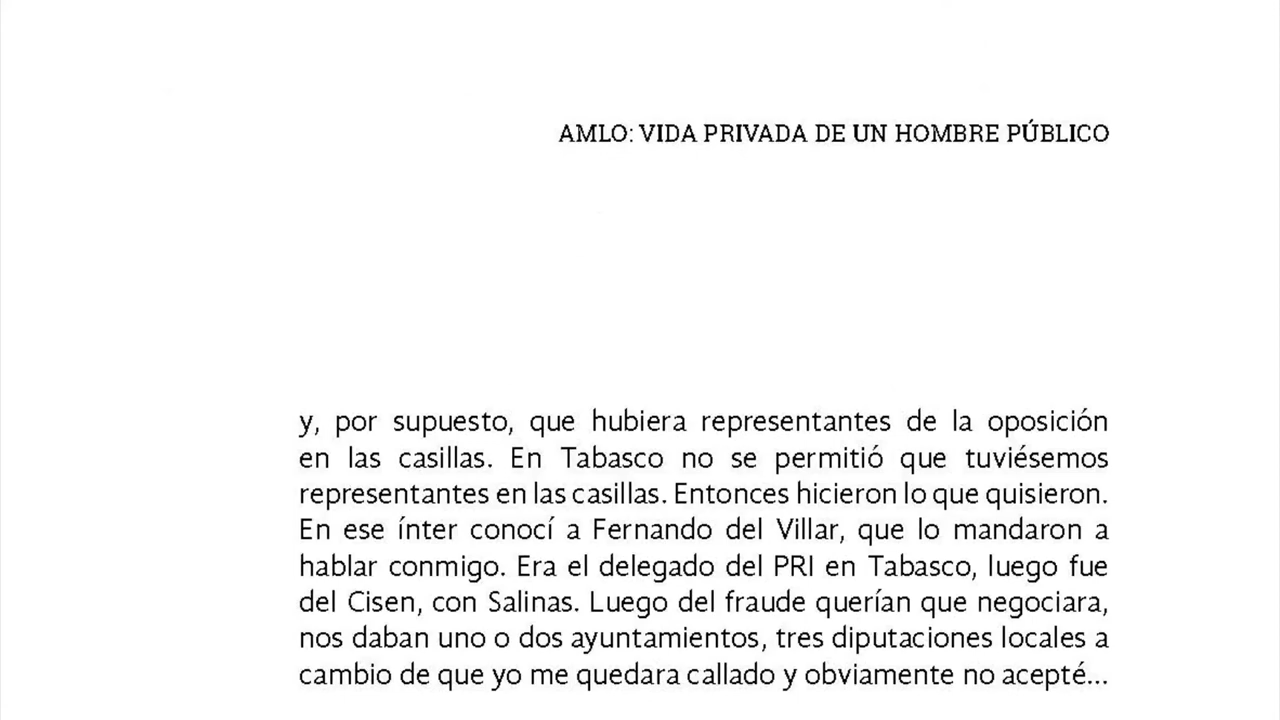 AMLO: VIDA PRIVADA DE UN HOMBRE PÚBLICO
y, por supuesto, que hubiera representantes de la oposición
en las casillas. En Tabasco no se permitió que tuviésemos
representantes en las casillas. Entonces hicieron lo que quisieron.
En ese ínter conocí a Fernando del Villar, que lo mandaron a
hablar conmigo. Era el delegado del PRI en Tabasco, luego fue
del Cisen, con Salinas. Luego del fraude querían que negociara,
nos daban uno o dos ayuntamientos, tres diputaciones locales a
cambio de que yo me quedara callado y obviamente no acepté...